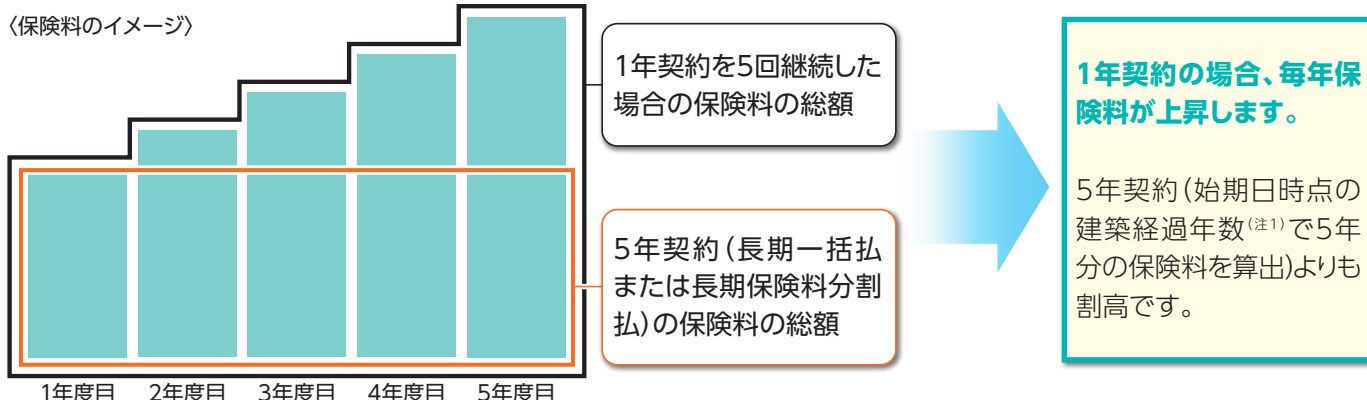 〈保険料のイメージ〉
1年契約を5回継続した
場合の保険料の総額
5年契約(長期一括払
または長期保険料分割
払)の保険料の総額
1年度目 2年度目 3年度目 4年度目 5年度目
1年契約の場合、毎年保
険料が上昇します。
5年契約(始期日時点の
建築経過年数(注1)で5年
分の保険料を算出)よりも
割高です。